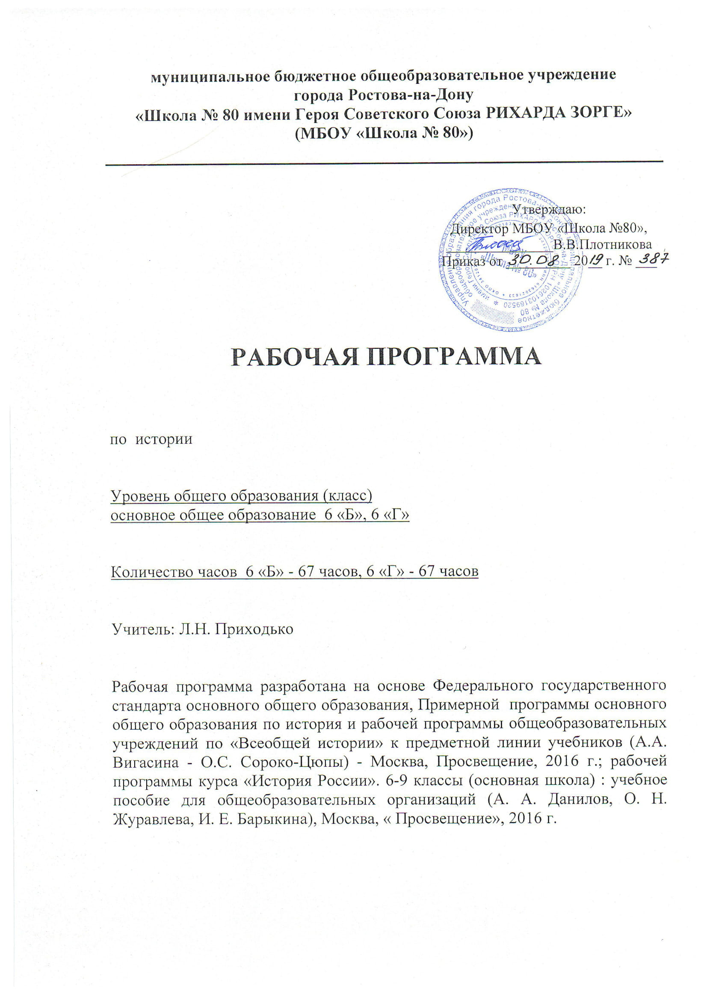 муниципальное бюджетное общеобразовательное учреждение
города Ростова-на-Дону
«Школа № 80 имени Героя Советского Союза РИХАРДА ЗОРГЕ»
(МБОУ «Школа № 80»)
Утверждаю:
Директор МБОУ «Школа №80»,
В.В.Плотникова
Приказ от 30.08 2019 г. № 387
МБОУ
«Школа № 80»
РАБОЧАЯ ПРОГРАММА
по истории
Уровень общего образования (класс)
основное общее образование 6 «Б», 6 «Г»
Количество часов 6 «Б» - 67 часов, 6 «Г» - 67 часов
Учитель: Л.Н. Приходько
Рабочая программа разработана на основе Федерального государственного
стандарта основного общего образования, Примерной программы основного
общего образования по история и рабочей программы общеобразовательных
учреждений по «Всеобщей истории» к предметной линии учебников (А.А.
Вигасина - О.С. Сороко-Цюпы) - Москва, Просвещение, 2016 г.; рабочей
программы курса «История России». 6-9 классы (основная школа) : учебное
пособие для общеобразовательных организаций (А. А. Данилов, О. Н.
Журавлева, И. Е. Барыкина), Москва, « Просвещение», 2016 г.